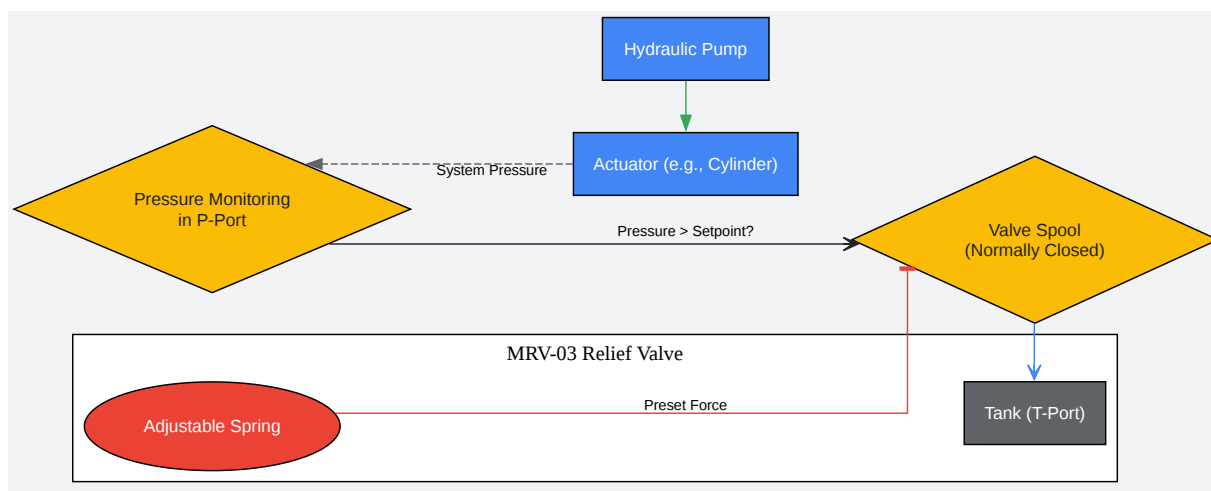 Hydraulic Pump
Actuator (e.g., Cylinder)
System Pressure
Pressure Monitoring
in P-Port
Pressure > Setpoint?
Valve Spool
(Normally Closed)
MRV-03 Relief Valve
Adjustable Spring
Preset Force
Tank (T-Port)